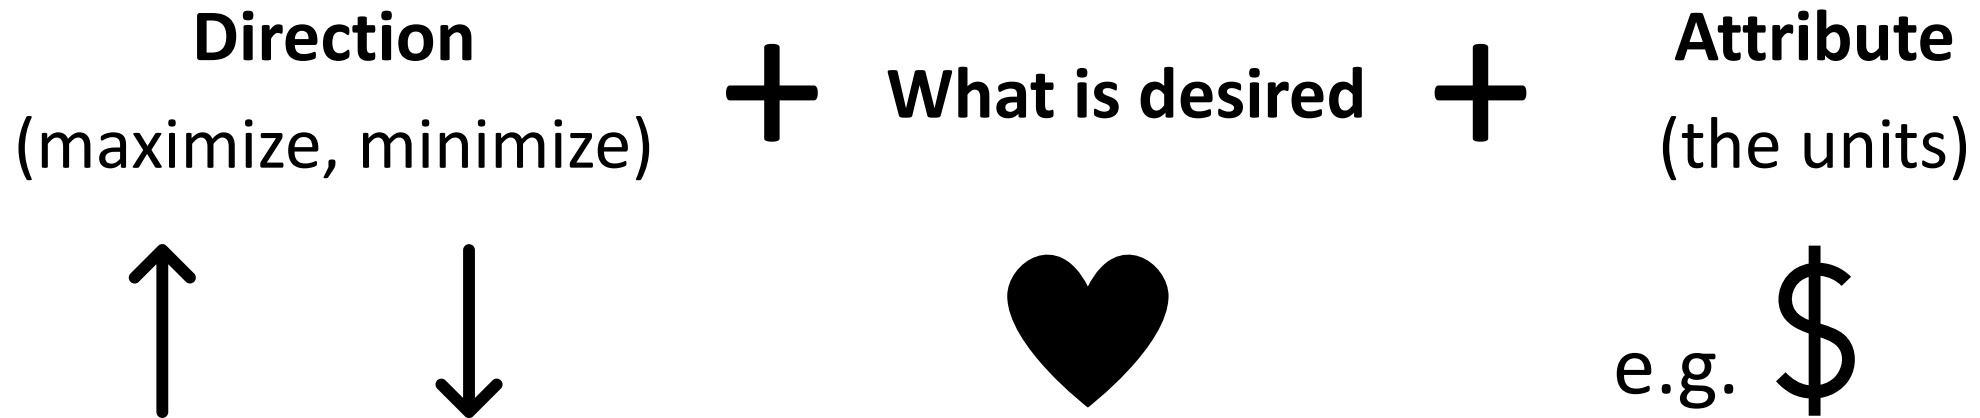 Direction
(maximize, minimize)
+
What is desired
+
Attribute
(the units)
e.g. $